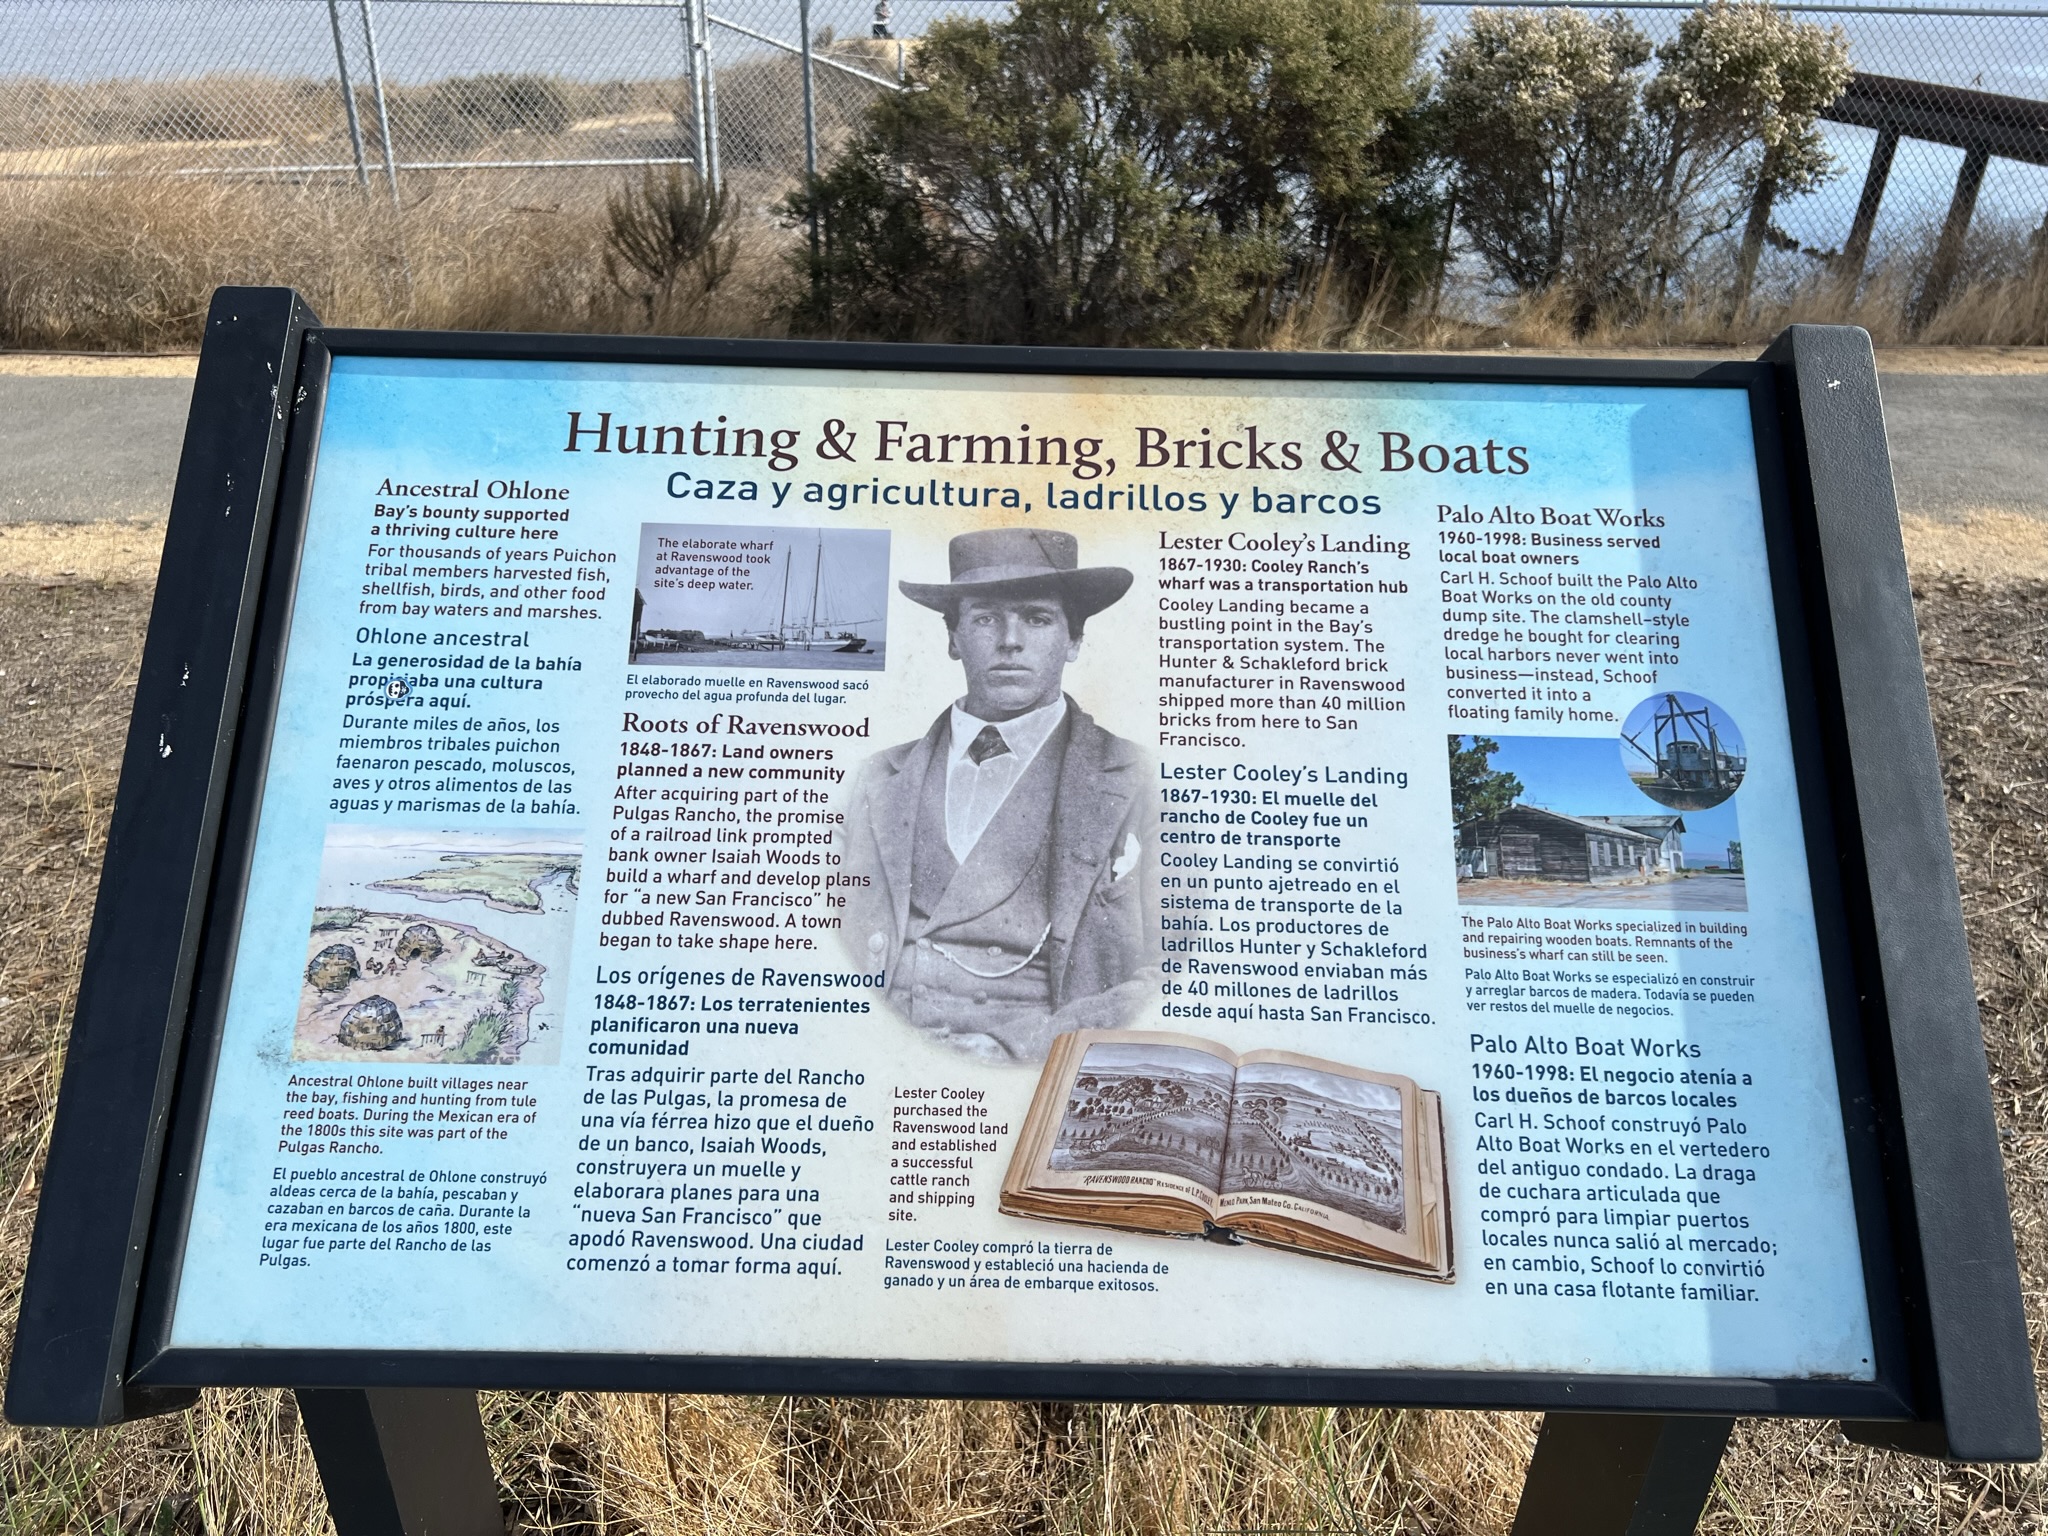 Hunting & Farming, Bricks & Boats
Caza y agricultura, ladrillos y barcos
Ancestral Ohlone
Bay's bounty supported
a thriving culture here
For thousands of years Puichon
tribal members harvested fish,
shellfish, birds, and other food
from bay waters and marshes.
Ohlone ancestral
La generosidad de la bahía
propiciaba una cultura
próspera aquí.
Durante miles de años, los
miembros tribales puichon
faenaron pescado, moluscos,
aves y otros alimentos de las
aguas y marismas de la bahía.
Ancestral Ohlone built villages near
the bay, fishing and hunting from tule
reed boats. During the Mexican era of
the 1800s this site was part of the
Pulgas Rancho.
El pueblo ancestral de Ohlone construyó
aldeas cerca de la bahía, pescaban y
cazaban en barcos de caña. Durante la
era mexicana de los años 1800, este
lugar fue parte del Rancho de las
Pulgas.
The elaborate wharf
at Ravenswood took
advantage of the
site's deep water.
El elaborado muelle en Ravenswood sacó
provecho del agua profunda del lugar.
Roots of Ravenswood
1848-1867: Land owners
planned a new community
After acquiring part of the
Pulgas Rancho, the promise
of a railroad link prompted
bank owner Isaiah Woods to
build a wharf and develop plans
for "a new San Francisco" he
dubbed Ravenswood. A town
began to take shape here.
Los orígenes de Ravenswood
1848-1867: Los terratenientes
planificaron una nueva
comunidad
Tras adquirir parte del Rancho
de las Pulgas, la promesa de
una vía férrea hizo que el dueño
de un banco, Isaiah Woods,
construyera un muelle y
elaborara planes para una
"nueva San Francisco" que
apodó Ravenswood. Una ciudad
comenzó a tomar forma aquí.
Lester Cooley
purchased the
Ravenswood land
and established
a successful
cattle ranch
and shipping
site.
Lester Cooley compró la tierra de
Ravenswood y estableció una hacienda de
ganado y un área de embarque exitosos.
"RAVENSWOOD RANCHO" RESIDENCE OF L.P. COOLEY, MENLO PARK, SAN MATEO CO. CALIFORNIA.
Lester Cooley's Landing
1867-1930: Cooley Ranch's
wharf was a transportation hub
Cooley Landing became a
bustling point in the Bay's
transportation system. The
Hunter & Schakleford brick
manufacturer in Ravenswood
shipped more than 40 million
bricks from here to San
Francisco.
Lester Cooley's Landing
1867-1930: El muelle del
rancho de Cooley fue un
centro de transporte
Cooley Landing se convirtió
en un punto ajetreado en el
sistema de transporte de la
bahía. Los productores de
ladrillos Hunter y Schakleford
de Ravenswood enviaban más
de 40 millones de ladrillos
desde aquí hasta San Francisco.
Palo Alto Boat Works
1960-1998: Business served
local boat owners
Carl H. Schoof built the Palo Alto
Boat Works on the old county
dump site. The clamshell-style
dredge he bought for clearing
local harbors never went into
business—instead, Schoof
converted it into a
floating family home.
The Palo Alto Boat Works specialized in building
and repairing wooden boats. Remnants of the
business's wharf can still be seen.
Palo Alto Boat Works se especializó en construir
y arreglar barcos de madera. Todavía se pueden
ver restos del muelle de negocios.
Palo Alto Boat Works
1960-1998: El negocio atenía a
los dueños de barcos locales
Carl H. Schoof construyó Palo
Alto Boat Works en el vertedero
del antiguo condado. La draga
de cuchara articulada que
compró para limpiar puertos
locales nunca salió al mercado;
en cambio, Schoof lo convirtió
en una casa flotante familiar.